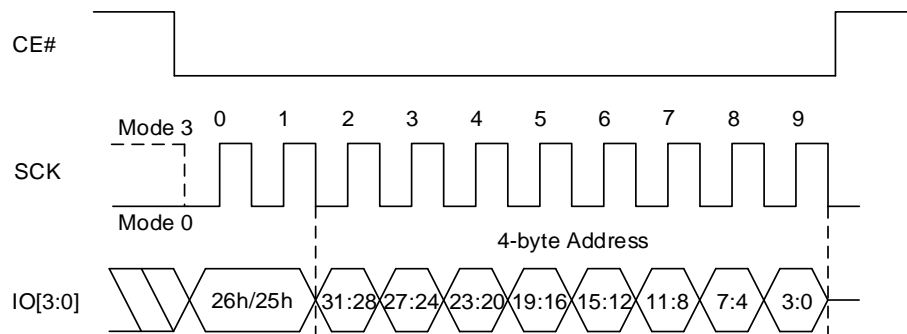 CE#
0 1 2 3 4 5 6 7 8 9
Mode 3
SCK
Mode 0
4-byte Address
IO[3:0] 26h/25h 31:28 27:24 23:20 19:16 15:12 11:8 7:4 3:0